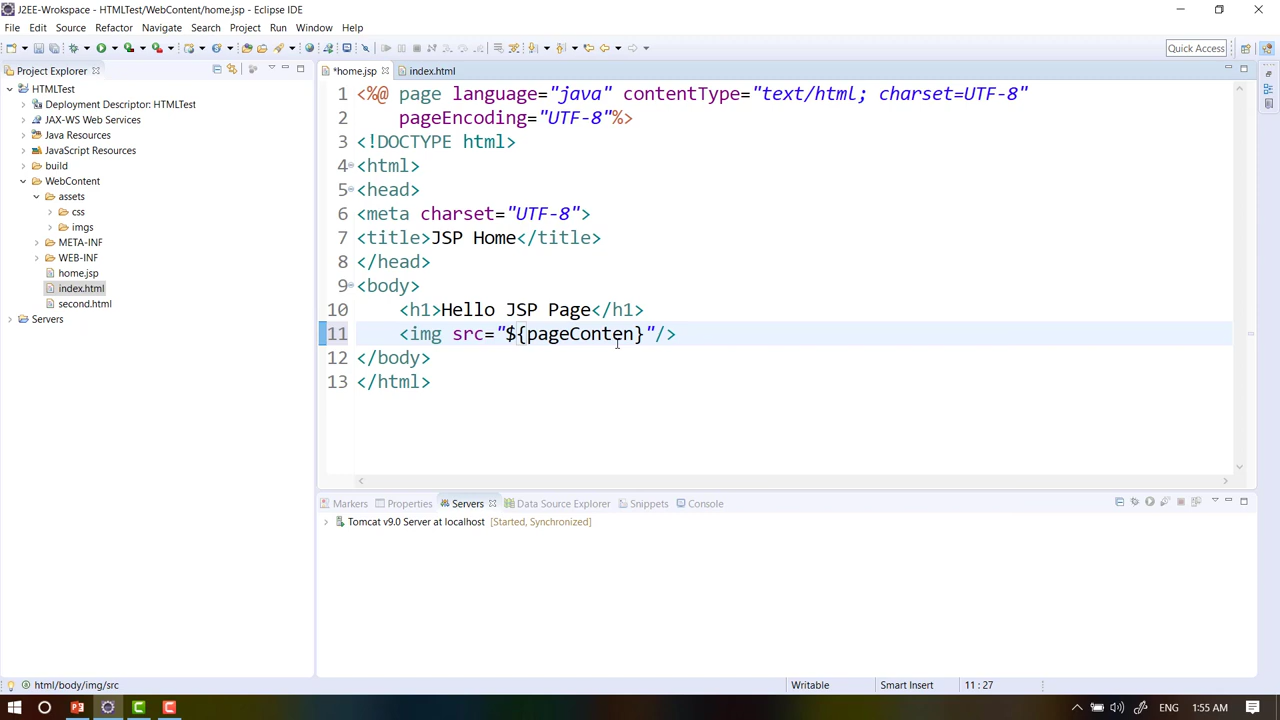 J2EE-Wrokspace - HTMLTest/WebContent/home.jsp - Eclipse IDE
File Edit Source Refactor Navigate Search Project Run Window Help
Quick Access
Project Explorer
*home.jsp index.html
HTMLTest
Deployment Descriptor: HTMLTest
JAX-WS Web Services
Java Resources
JavaScript Resources
build
WebContent
assets
css
imgs
META-INF
WEB-INF
home.jsp
index.html
second.html
Servers
1 <%@ page language="java" contentType="text/html; charset=UTF-8"
2 pageEncoding="UTF-8"%>
3 <!DOCTYPE html>
4 <html>
5 <head>
6 <meta charset="UTF-8">
7 <title>JSP Home</title>
8 </head>
9 <body>
10 <h1>Hello JSP Page</h1>
11 <img src="${pageConten}"/>
12 </body>
13 </html>
Markers Properties Servers Data Source Explorer Snippets Console
Tomcat v9.0 Server at localhost [Started, Synchronized]
html/body/img/src Writable Smart Insert 11 : 27
ENG 1:55 AM